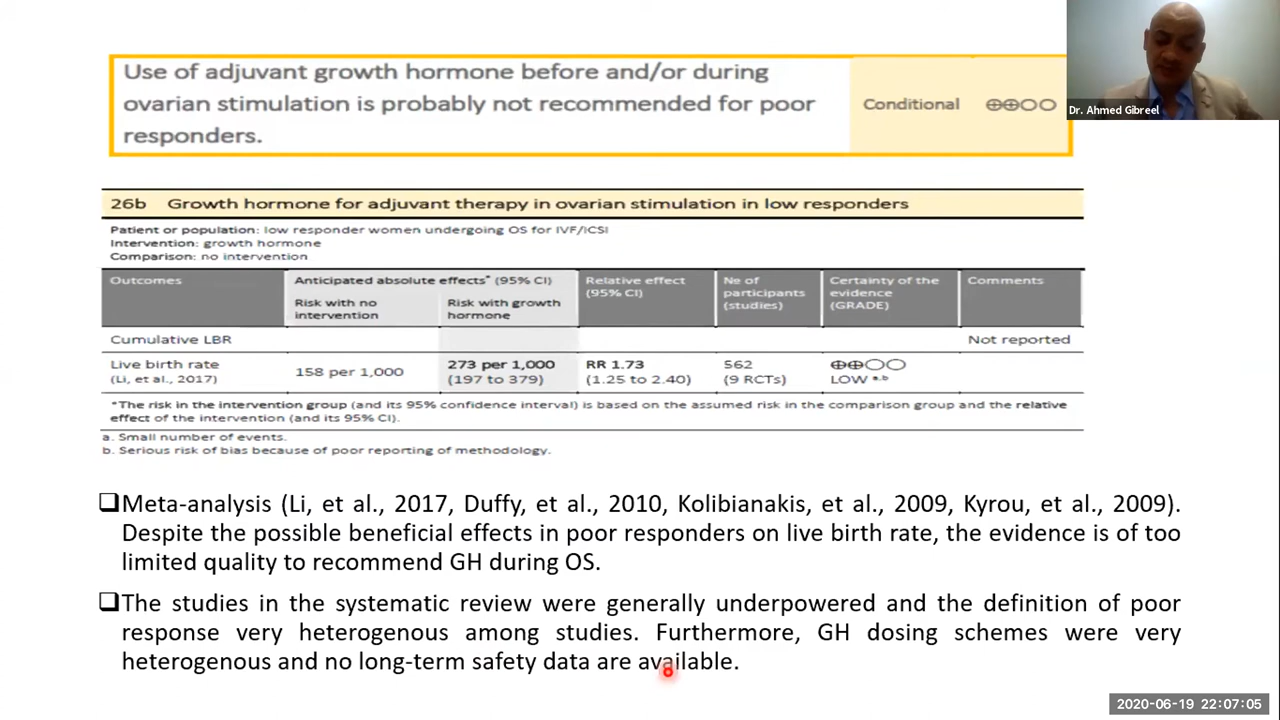 Use of adjuvant growth hormone before and/or during
ovarian stimulation is probably not recommended for poor
responders.
Conditional ⊕⊕○○
Dr. Ahmed Gibreel
26b Growth hormone for adjuvant therapy in ovarian stimulation in low responders
Patient or population: low responder women undergoing OS for IVF/ICSI
Intervention: growth hormone
Comparison: no intervention
Outcomes
Anticipated absolute effects* (95% CI)
Risk with no
intervention
Risk with growth
hormone
Relative effect
(95% CI)
№ of
participants
(studies)
Certainty of the
evidence
(GRADE)
Comments
Cumulative LBR
Not reported
Live birth rate
(Li, et al., 2017)
158 per 1,000
273 per 1,000
(197 to 379)
RR 1.73
(1.25 to 2.40)
562
(9 RCTs)
⊕⊕○○
LOW a,b
*The risk in the intervention group (and its 95% confidence interval) is based on the assumed risk in the comparison group and the relative
effect of the intervention (and its 95% CI).
a. Small number of events.
b. Serious risk of bias because of poor reporting of methodology.
❑Meta-analysis (Li, et al., 2017, Duffy, et al., 2010, Kolibianakis, et al., 2009, Kyrou, et al., 2009).
Despite the possible beneficial effects in poor responders on live birth rate, the evidence is of too
limited quality to recommend GH during OS.
❑The studies in the systematic review were generally underpowered and the definition of poor
response very heterogenous among studies. Furthermore, GH dosing schemes were very
heterogenous and no long-term safety data are available.
2020-06-19 22:07:05